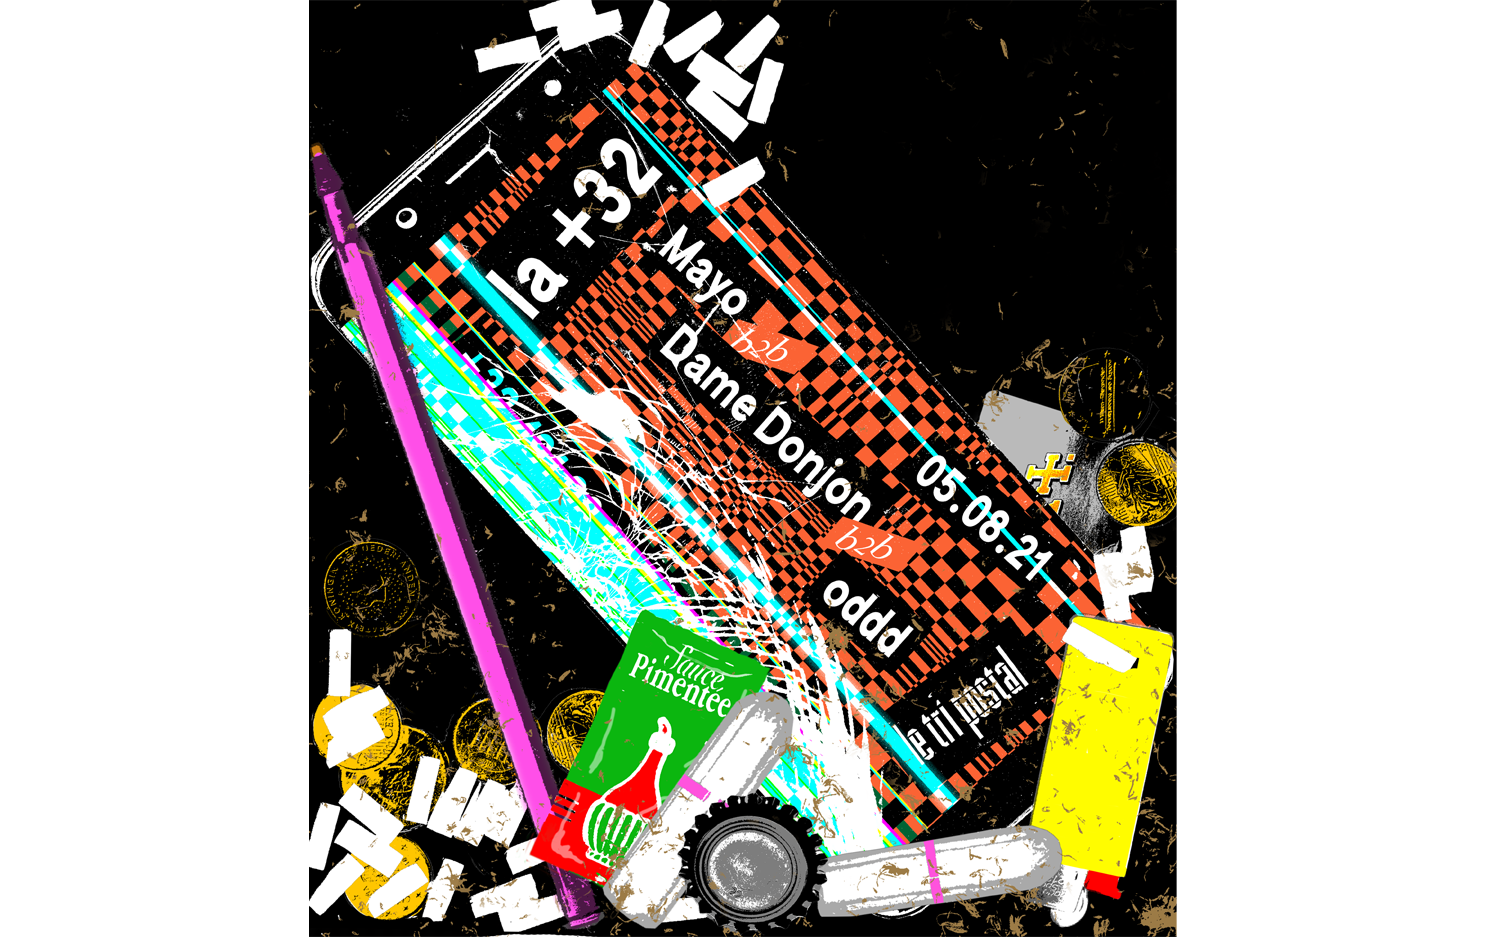 la +32
Mayo
b2b
Dame Donjon
b2b
oddd
05.08.21
le tri postal
Sauce
Pimentée